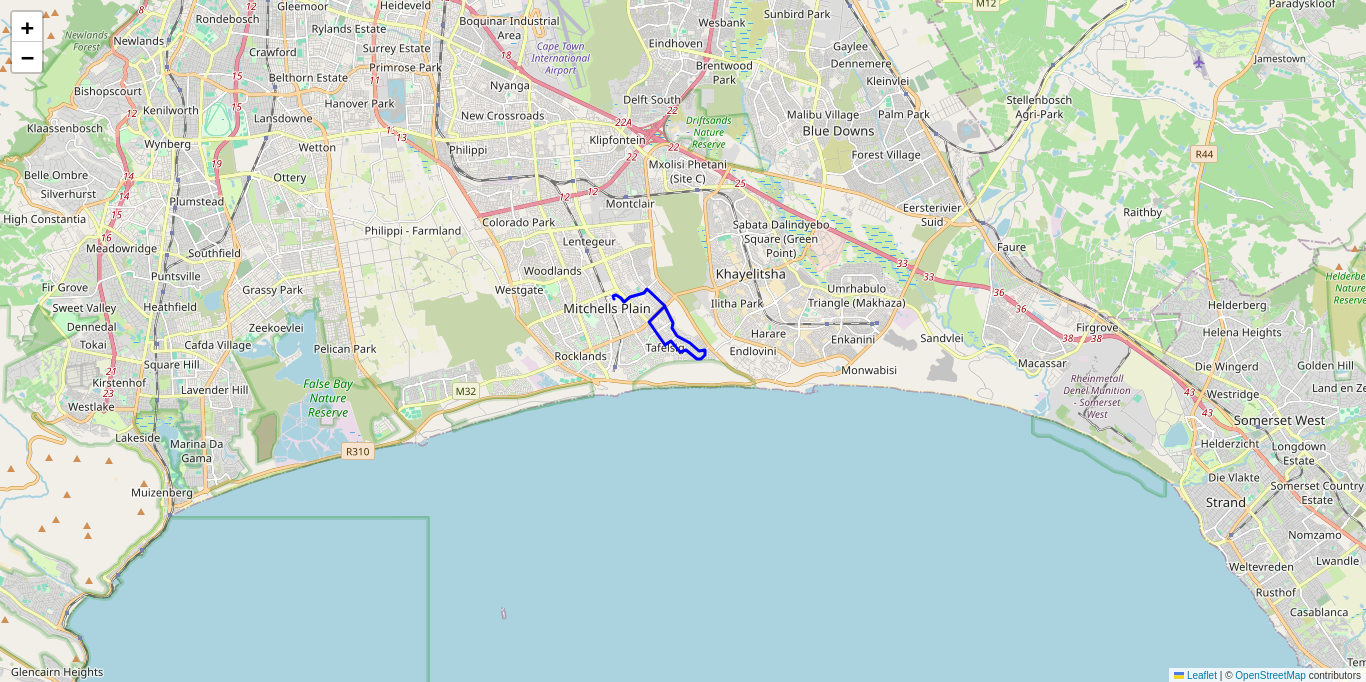 +
−
Gleemoor
Heideveld
Rondebosch
Rylands Estate
Boquinar Industrial
Area
Sunbird Park
M12
Paradyskloof
Newlands
Forest
Newlands
Crawford
Surrey Estate
Cape Town
International
Airport
Wesbank
Eindhoven
Gaylee
Dennemere
Jamestown
Primrose Park
Belthorn Estate
Brentwood
Park
Kleinvlei
Bishopscourt
Nyanga
Hanover Park
Kenilworth
Lansdowne
New Crossroads
Delft South
Malibu Village
Palm Park
Stellenbosch
Agri-Park
Klaassenbosch
Wynberg
Wetton
Philippi
Klipfontein
Driftsands
Nature
Reserve
Blue Downs
Forest Village
R44
Belle Ombre
Silverhurst
Ottery
Mxolisi Phetani
(Site C)
Plumstead
High Constantia
Montclair
Colorado Park
Eersterivier
Suid
Raithby
Meadowridge
Southfield
Philippi - Farmland
Lentegeur
Sabata Dalindyebo
Square (Green
Point)
Faure
Puntsville
Woodlands
Khayelitsha
Fir Grove
Grassy Park
Westgate
Umrhabulo
Triangle (Makhaza)
Helderberg
Nature
Sweet Valley
Heathfield
Mitchells Plain
Ilitha Park
Helderberg
Dennedal
Zeekoevlei
Harare
Enkanini
Sandvlei
Firgrove
Helena Heights
Tokai
Cafda Village
Pelican Park
Tafelsig
Endlovini
Rocklands
Square Hill
Monwabisi
Macassar
Die Wingerd
Golden Hill
Kirstenhof
Lavender Hill
False Bay
Nature
Reserve
M32
Rheinmetall
Denel Munition
- Somerset
West
Westridge
Land en Ze
Westlake
Somerset West
Lakeside
Marina Da
Gama
R310
Helderzicht
Longdown
Estate
Muizenberg
Die Vlakte
Somerset Country
Estate
Strand
Nomzamo
Lwandle
Weltevreden
Rusthof
Casablanca
Glencairn Heights
Tem
Leaflet | © OpenStreetMap contributors